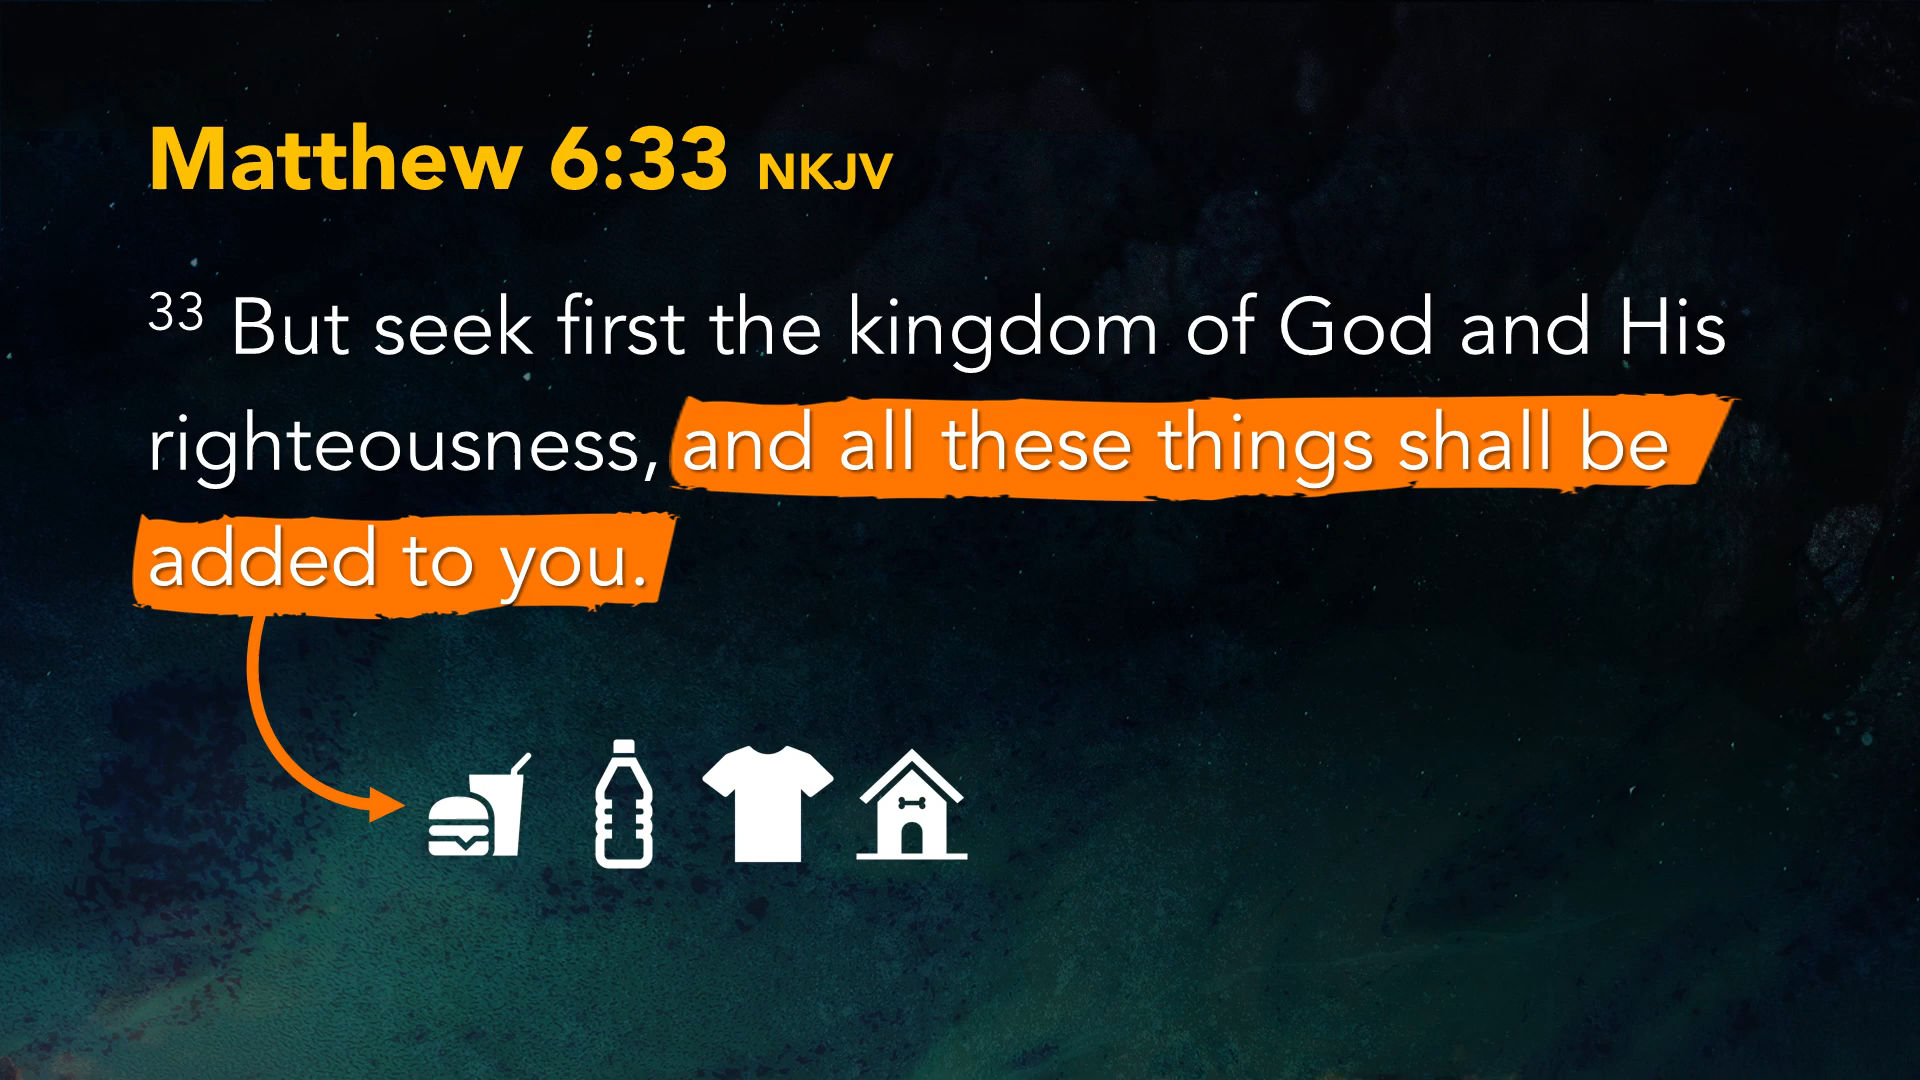 Matthew 6:33 NKJV
33 But seek first the kingdom of God and His
righteousness, and all these things shall be
added to you.